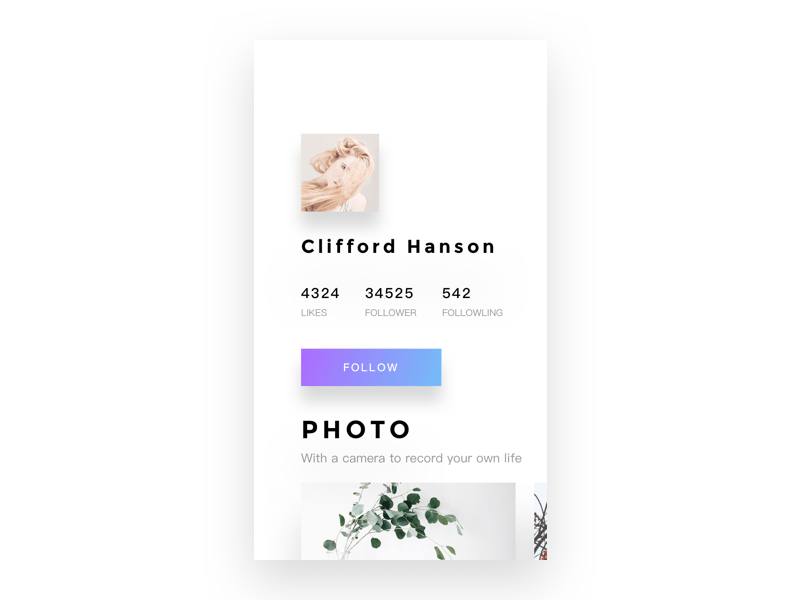 Clifford Hanson
4324 34525 542
LIKES FOLLOWER FOLLOWLING
FOLLOW
PHOTO
With a camera to record your own life